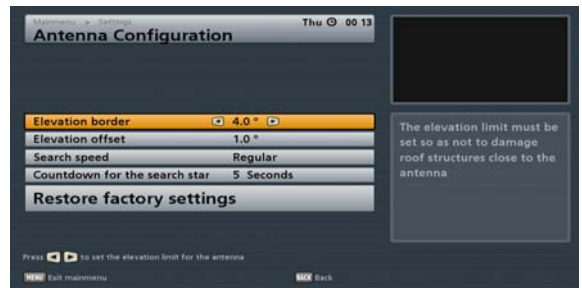 Mainmenu > Settings
Antenna Configuration
Thu 00 13
Elevation border 4.0 °
Elevation offset 1.0 °
Search speed Regular
Countdown for the search star 5 Seconds
Restore factory settings
The elevation limit must be
set so as not to damage
roof structures close to the
antenna
Press to set the elevation limit for the antenna
MENU Exit mainmenu
BACK Back